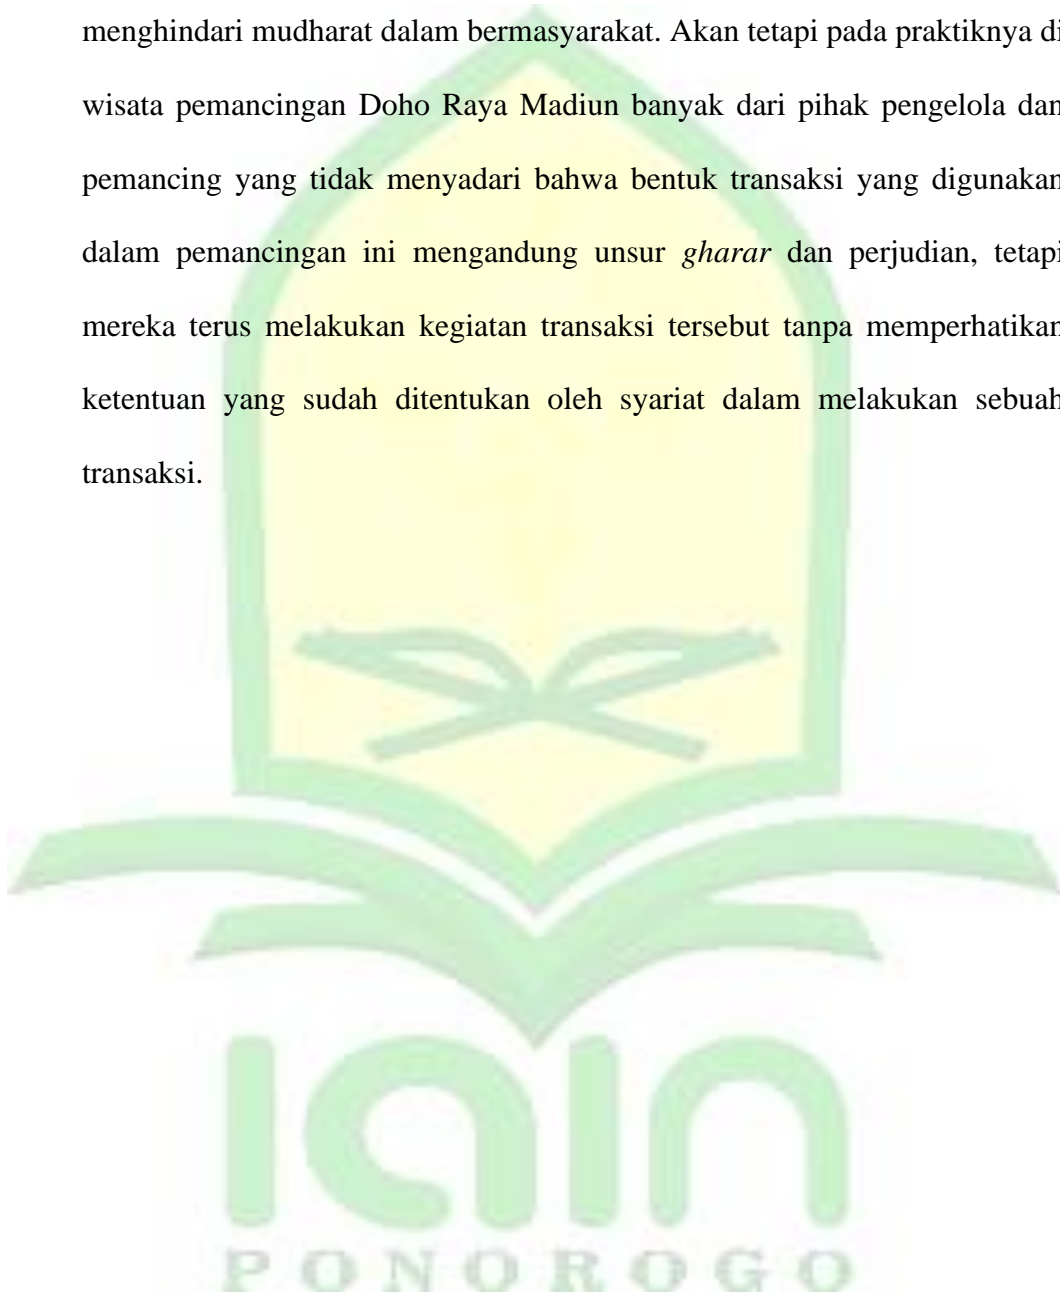 menghindari mudharat dalam bermasyarakat. Akan tetapi pada praktiknya di
wisata pemancingan Doho Raya Madiun banyak dari pihak pengelola dan
pemancing yang tidak menyadari bahwa bentuk transaksi yang digunakan
dalam pemancingan ini mengandung unsur gharar dan perjudian, tetapi
mereka terus melakukan kegiatan transaksi tersebut tanpa memperhatikan
ketentuan yang sudah ditentukan oleh syariat dalam melakukan sebuah
transaksi.
iain
PONOROGO